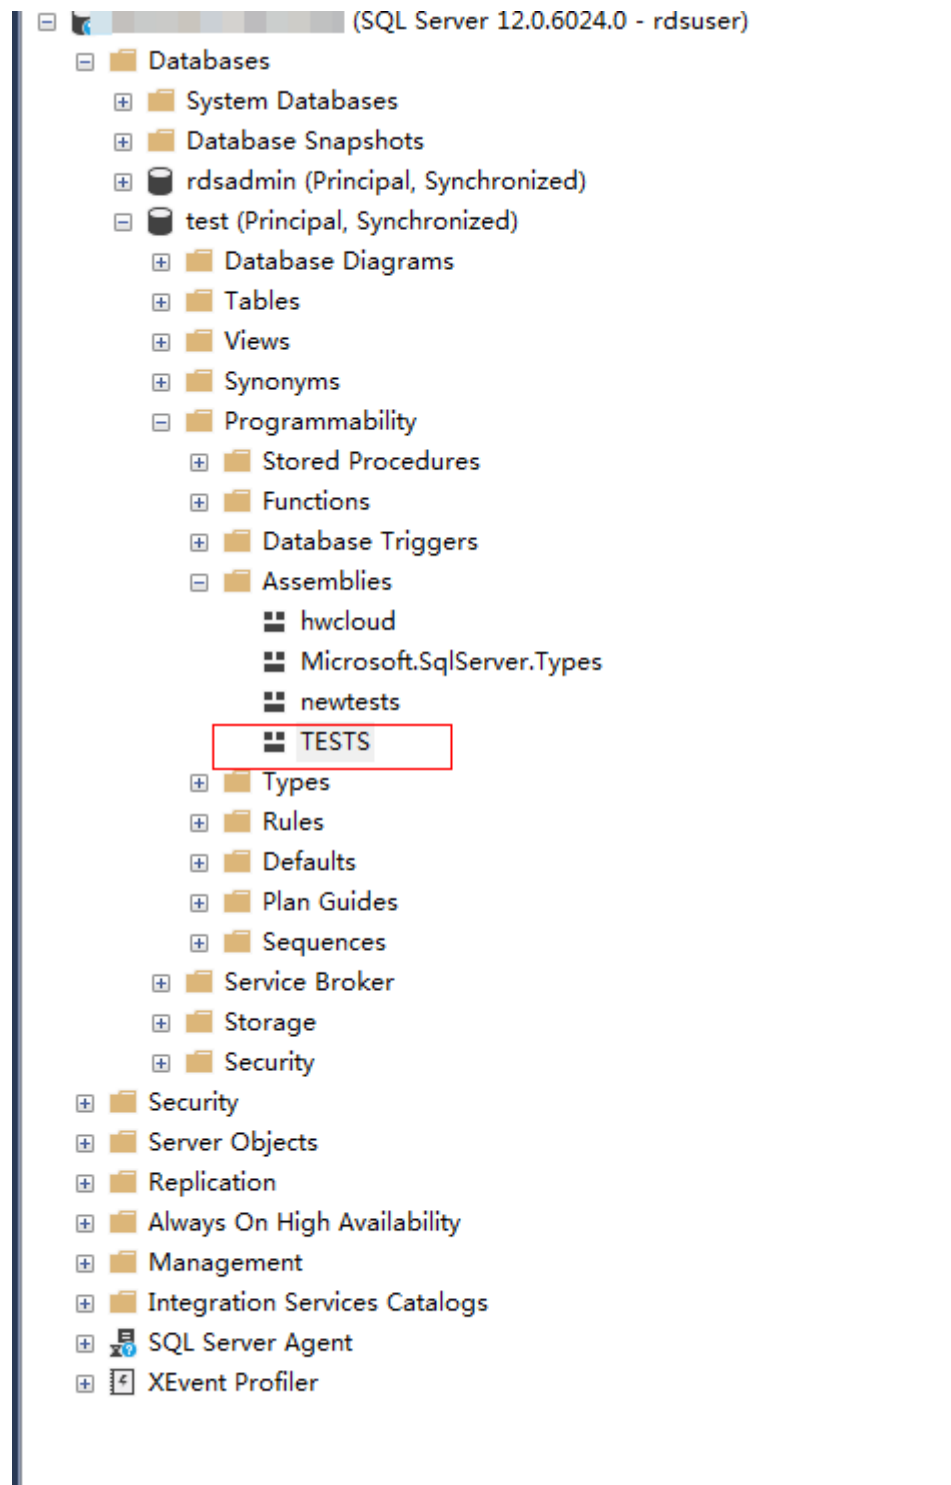 (SQL Server 12.0.6024.0 - rdsuser)
Databases
System Databases
Database Snapshots
rdsadmin (Principal, Synchronized)
test (Principal, Synchronized)
Database Diagrams
Tables
Views
Synonyms
Programmability
Stored Procedures
Functions
Database Triggers
Assemblies
hwcloud
Microsoft.SqlServer.Types
newtests
TESTS
Types
Rules
Defaults
Plan Guides
Sequences
Service Broker
Storage
Security
Security
Server Objects
Replication
Always On High Availability
Management
Integration Services Catalogs
SQL Server Agent
XEvent Profiler